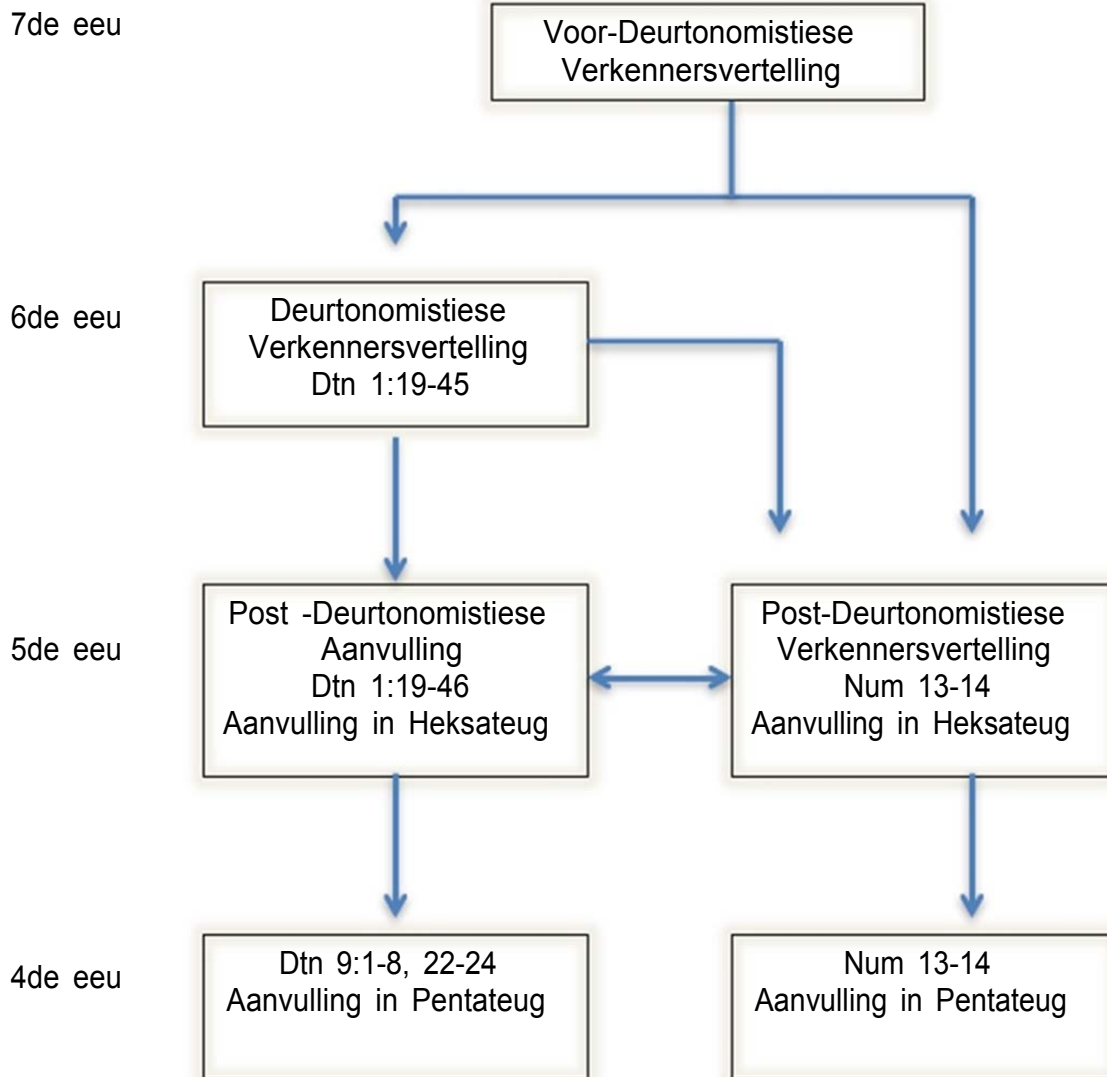 7de eeu
Voor-Deurtonomistiese
Verkennersvertelling
6de eeu
Deurtonomistiese
Verkennersvertelling
Dtn 1:19-45
5de eeu
Post -Deurtonomistiese
Aanvulling
Dtn 1:19-46
Aanvulling in Heksateug
Post-Deurtonomistiese
Verkennersvertelling
Num 13-14
Aanvulling in Heksateug
4de eeu
Dtn 9:1-8, 22-24
Aanvulling in Pentateug
Num 13-14
Aanvulling in Pentateug